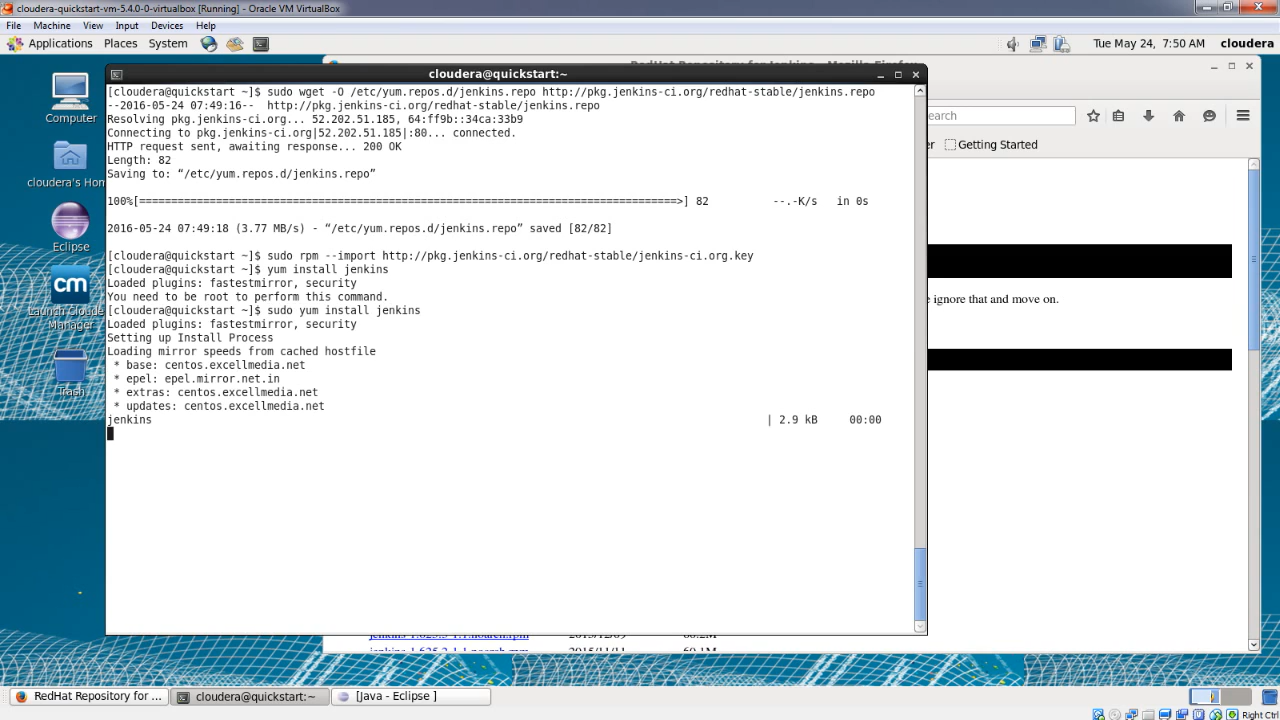 cloudera-quickstart-vm-5.4.0-0-virtualbox [Running] - Oracle VM VirtualBox
File Machine View Input Devices Help
Applications Places System
Tue May 24, 7:50 AM cloudera
cloudera@quickstart:~
Computer
cloudera's Hom
Eclipse
Launch Cloude
Manager
Trash
[cloudera@quickstart ~]$ sudo wget -O /etc/yum.repos.d/jenkins.repo http://pkg.jenkins-ci.org/redhat-stable/jenkins.repo
--2016-05-24 07:49:16-- http://pkg.jenkins-ci.org/redhat-stable/jenkins.repo
Resolving pkg.jenkins-ci.org... 52.202.51.185, 64:ff9b::34ca:33b9
Connecting to pkg.jenkins-ci.org|52.202.51.185|:80... connected.
HTTP request sent, awaiting response... 200 OK
Length: 82
Saving to: “/etc/yum.repos.d/jenkins.repo”
100%[=====================================================================================>] 82 --.-K/s in 0s
2016-05-24 07:49:18 (3.77 MB/s) - “/etc/yum.repos.d/jenkins.repo” saved [82/82]
[cloudera@quickstart ~]$ sudo rpm --import http://pkg.jenkins-ci.org/redhat-stable/jenkins-ci.org.key
[cloudera@quickstart ~]$ yum install jenkins
Loaded plugins: fastestmirror, security
You need to be root to perform this command.
[cloudera@quickstart ~]$ sudo yum install jenkins
Loaded plugins: fastestmirror, security
Setting up Install Process
Loading mirror speeds from cached hostfile
* base: centos.excellmedia.net
* epel: epel.mirror.net.in
* extras: centos.excellmedia.net
* updates: centos.excellmedia.net
jenkins | 2.9 kB 00:00
earch
er Getting Started
e ignore that and move on.
RedHat Repository for ...
cloudera@quickstart:~
[Java - Eclipse ]
Right Ctrl